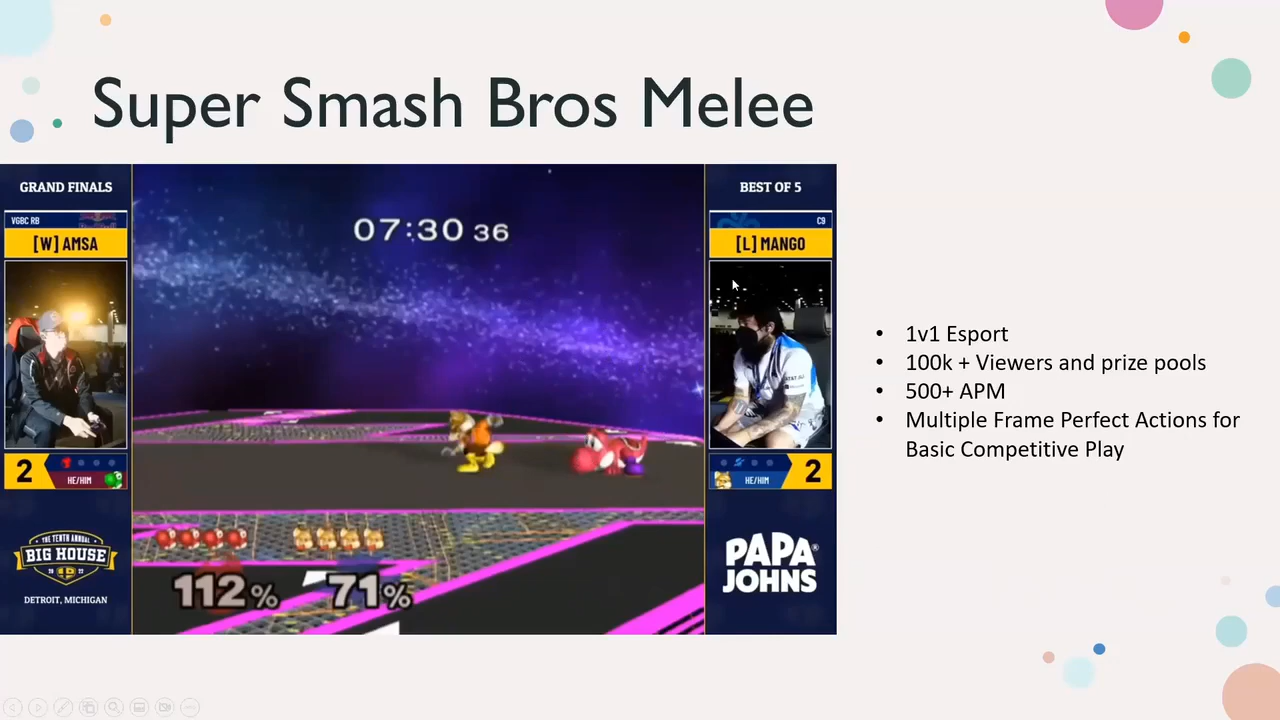 Super Smash Bros Melee
GRAND FINALS
VGBC RB
[W] AMSA
2
HE/HIM
THE TENTH ANNUAL
BIG HOUSE
DETROIT, MICHIGAN
07:30 36
112%
71%
BEST OF 5
C9
[L] MANGO
HE/HIM
2
PAPA
JOHNS
• 1v1 Esport
• 100k + Viewers and prize pools
• 500+ APM
• Multiple Frame Perfect Actions for
Basic Competitive Play